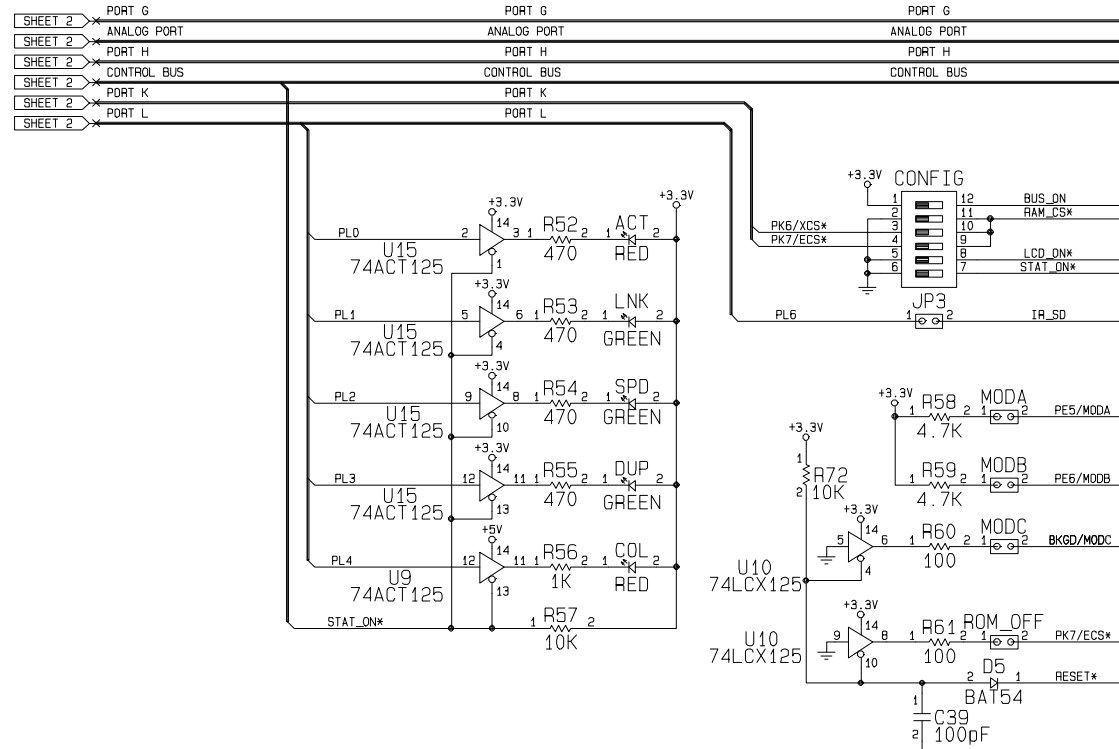 SHEET 2 PORT G PORT G PORT G
SHEET 2 ANALOG PORT ANALOG PORT ANALOG PORT
SHEET 2 PORT H PORT H PORT H
SHEET 2 CONTROL BUS CONTROL BUS CONTROL BUS
SHEET 2 PORT K PORT K
SHEET 2 PORT L PORT L
+3.3V CONFIG
1 12 BUS_ON
2 11 RAM_CS*
PK6/XCS* 3 10
PK7/ECS* 4 9
5 8 LCD_ON*
6 7 STAT_ON*
JP3
PL6 1 2 IR_SD
+3.3V +3.3V
14 R52 ACT
PL0 2 3 1 2 1 2
U15 1 470 RED
74ACT125
+3.3V
14 R53 LNK
PL1 5 6 1 2 1 2
U15 4 470 GREEN
74ACT125
+3.3V
14 R54 SPD
PL2 9 8 1 2 1 2
U15 10 470 GREEN
74ACT125
+3.3V
14 R55 DUP
PL3 12 11 1 2 1 2
U15 13 470 GREEN
74ACT125
+5V
14 R56 COL
PL4 12 11 1 2 1 2
U9 13 1K RED
74ACT125
STAT_ON* 1 R57 2
10K
+3.3V R58 MODA
1 2 1 2 PE5/MODA
4.7K
R59 MODB
1 2 1 2 PE6/MODB
4.7K
+3.3V
1 R72
2 10K
+3.3V
14 R60 MODC
5 6 1 2 1 2 BKGD/MODC
U10 4 100
74LCX125
+3.3V
14 R61 ROM_OFF
9 8 1 2 1 2 PK7/ECS*
U10 10 100
74LCX125
D5
2 1 RESET*
BAT54
1 C39
2 100pF